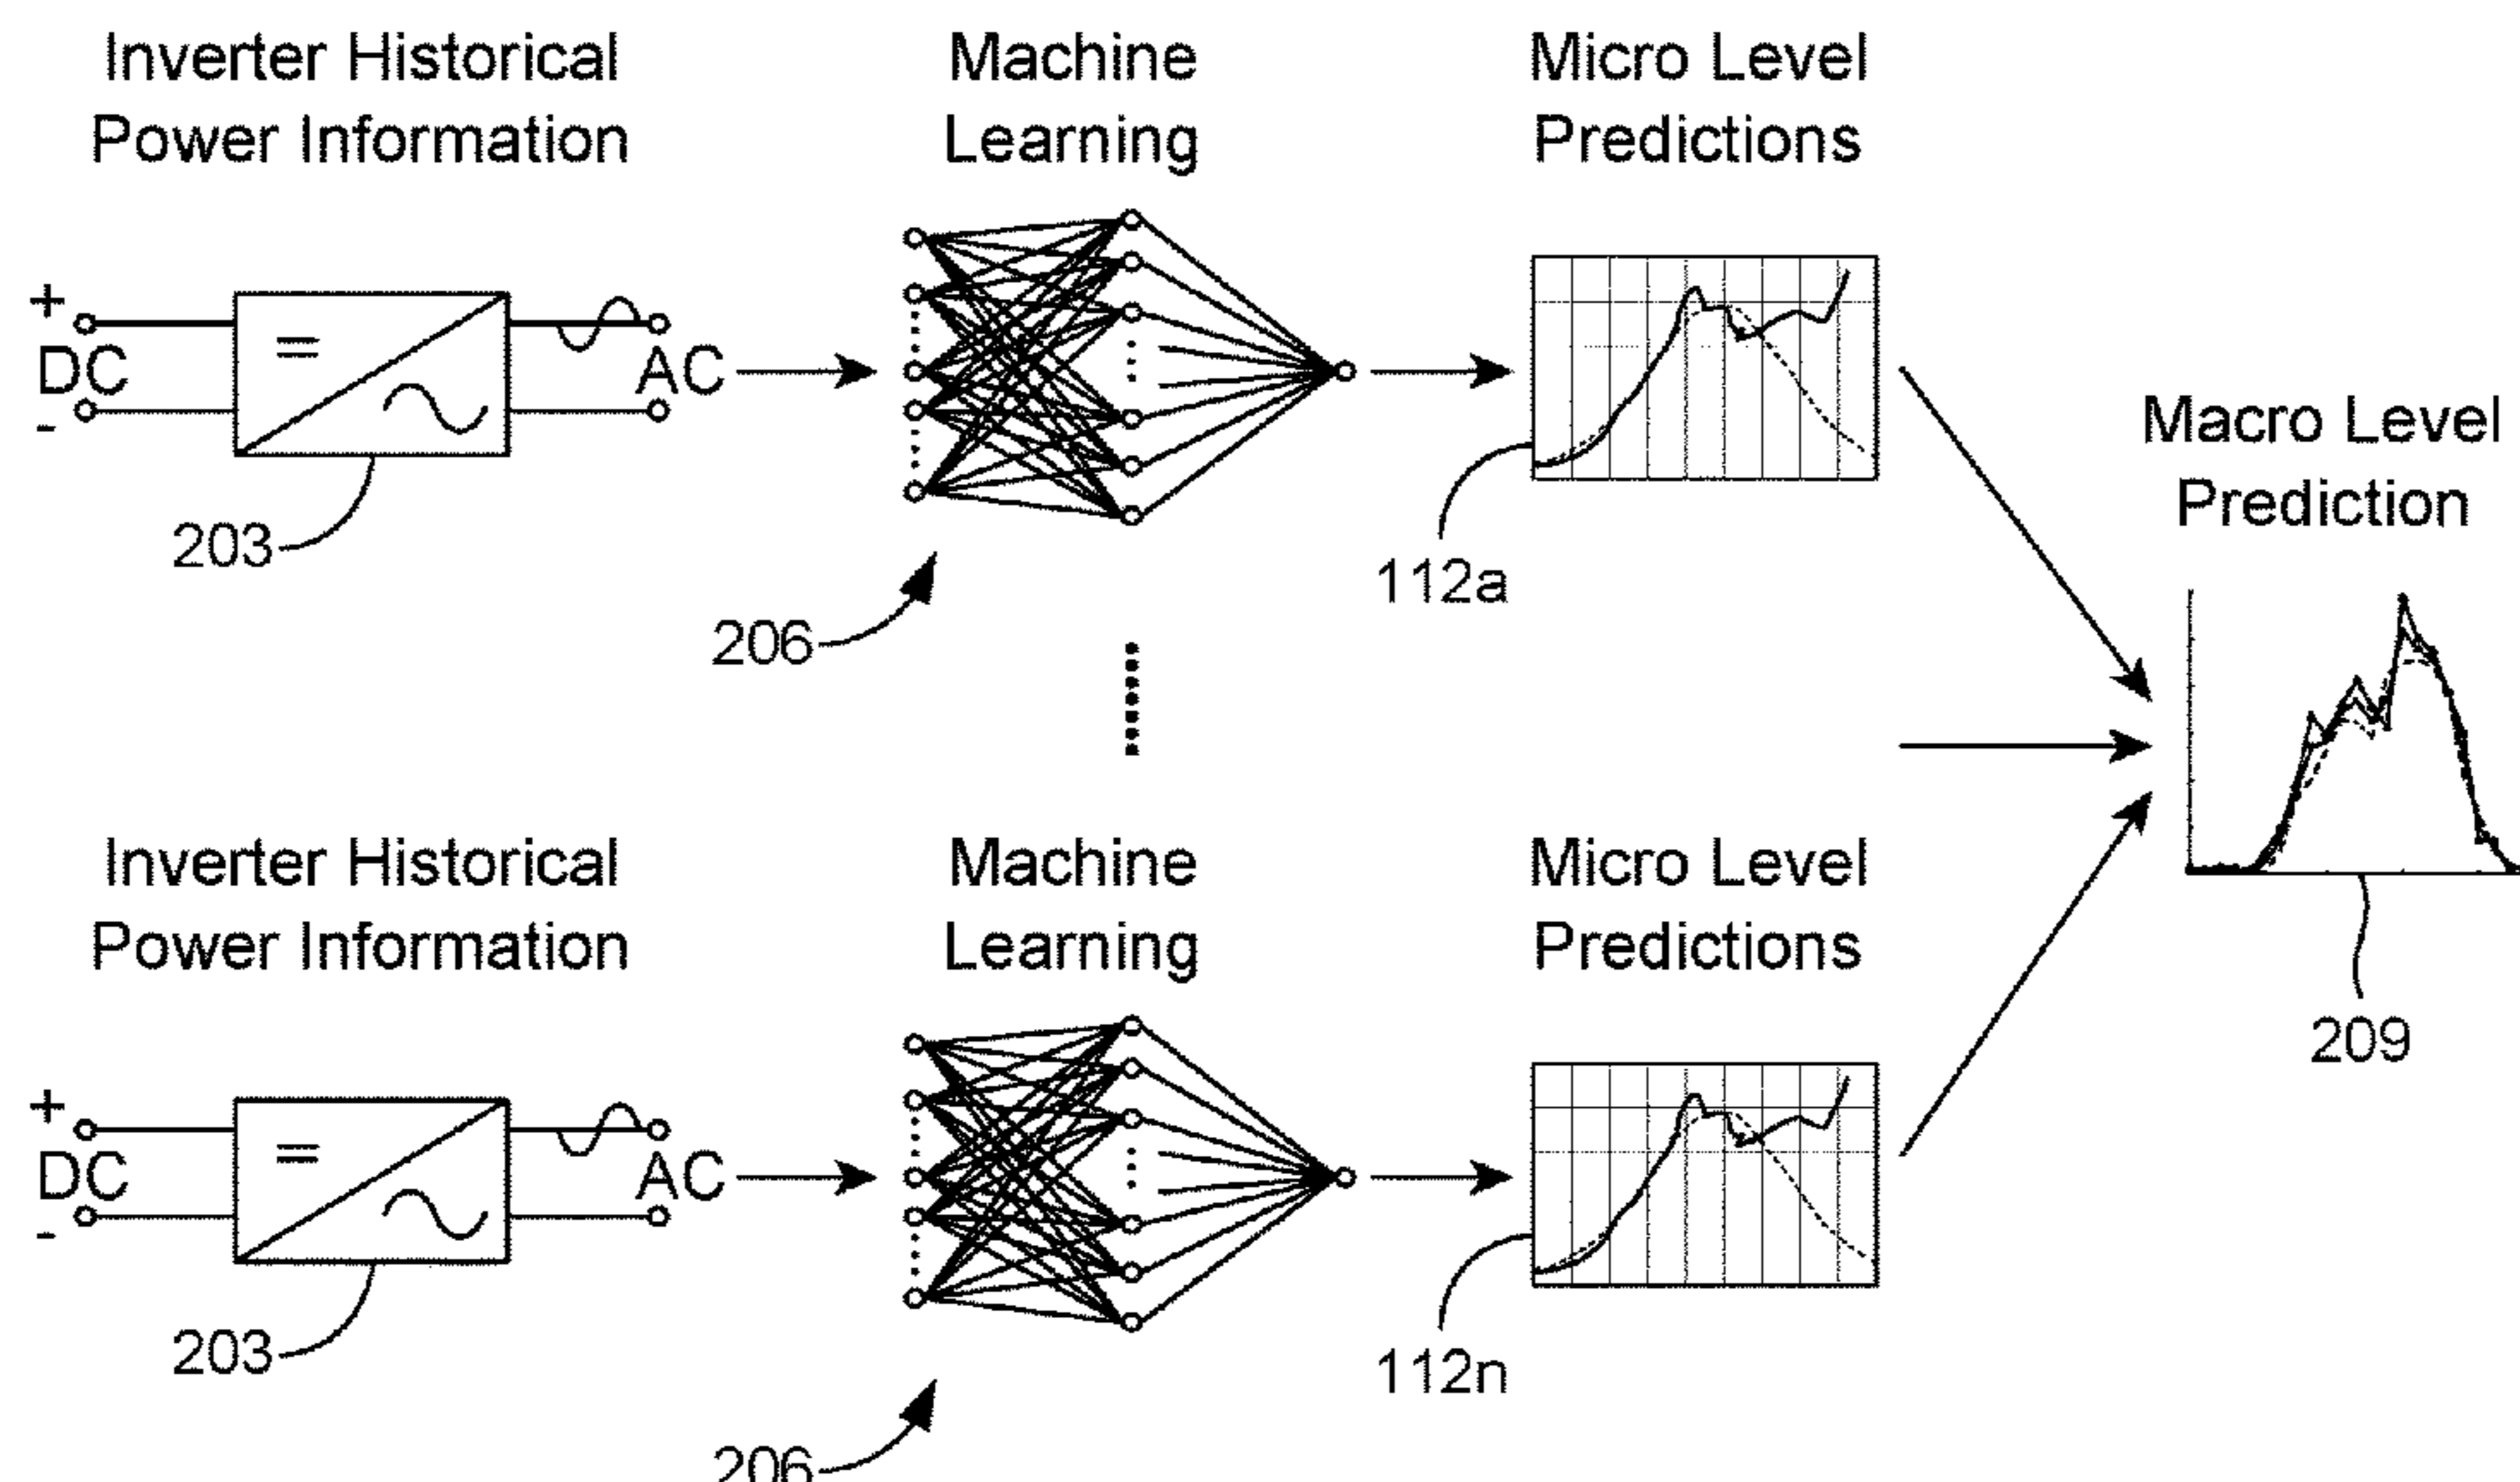 Inverter Historical
Power Information
Machine
Learning
Micro Level
Predictions
+
DC
-
=
AC
203
206
112a
Macro Level
Prediction
209
Inverter Historical
Power Information
Machine
Learning
Micro Level
Predictions
+
DC
-
=
AC
203
206
112n